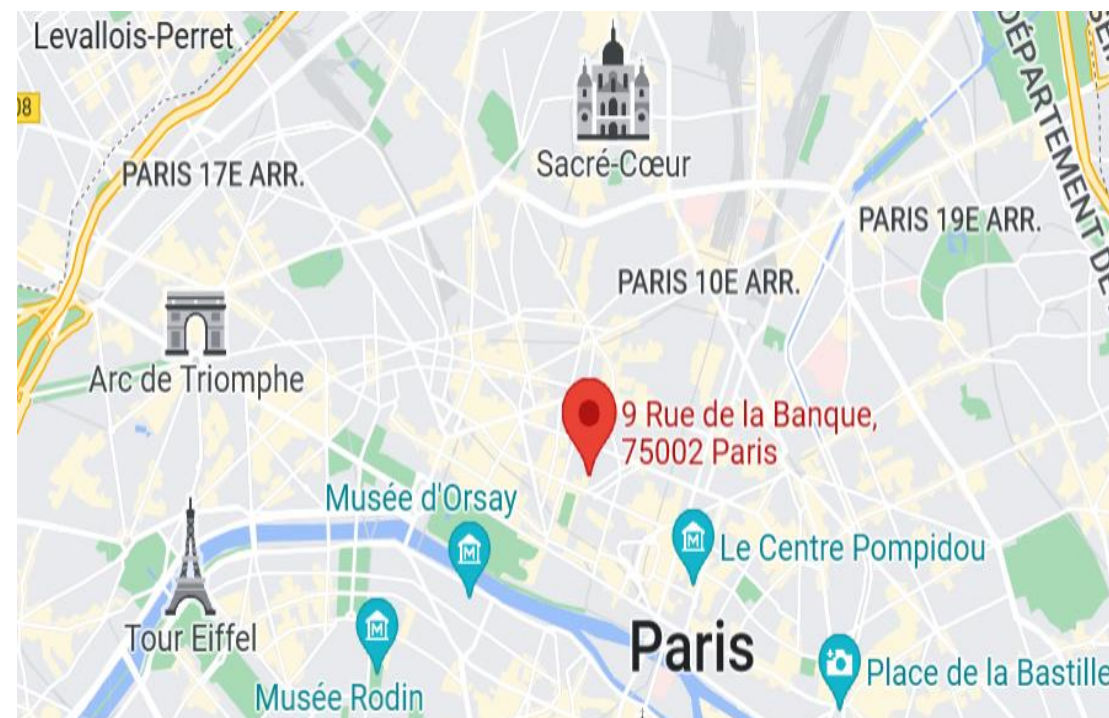 Levallois-Perret
08
Sacré-Cœur
PARIS 17E ARR.
PARIS 19E ARR.
DÉPARTEMENT DE
PARIS 10E ARR.
Arc de Triomphe
9 Rue de la Banque,
75002 Paris
Musée d'Orsay
Le Centre Pompidou
Tour Eiffel
Paris
Musée Rodin
Place de la Bastille